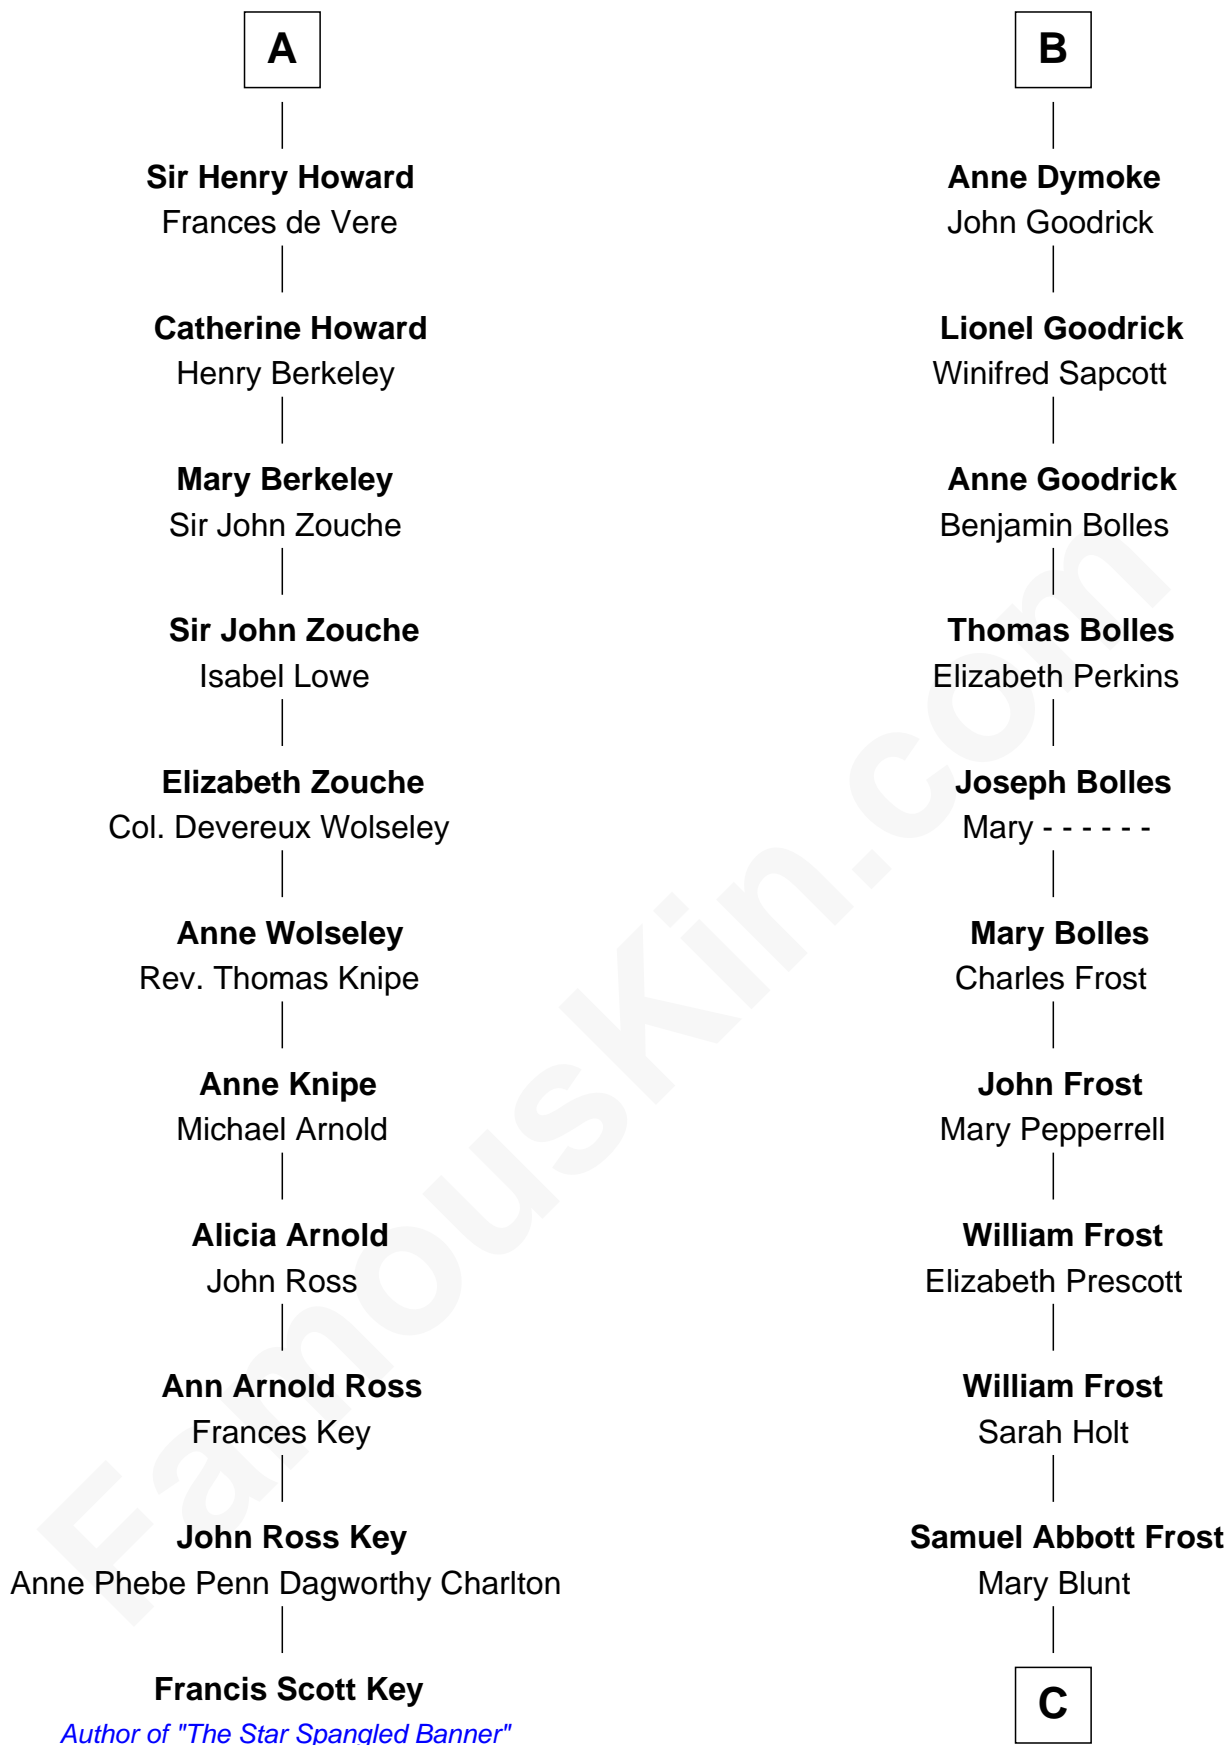 A
Sir Henry Howard
Frances de Vere
Catherine Howard
Henry Berkeley
Mary Berkeley
Sir John Zouche
Sir John Zouche
Isabel Lowe
Elizabeth Zouche
Col. Devereux Wolseley
Anne Wolseley
Rev. Thomas Knipe
Anne Knipe
Michael Arnold
Alicia Arnold
John Ross
Ann Arnold Ross
Frances Key
John Ross Key
Anne Phebe Penn Dagworthy Charlton
Francis Scott Key
Author of "The Star Spangled Banner"
B
Anne Dymoke
John Goodrick
Lionel Goodrick
Winifred Sapcott
Anne Goodrick
Benjamin Bolles
Thomas Bolles
Elizabeth Perkins
Joseph Bolles
Mary - - - - - -
Mary Bolles
Charles Frost
John Frost
Mary Pepperrell
William Frost
Elizabeth Prescott
William Frost
Sarah Holt
Samuel Abbott Frost
Mary Blunt
C
FamousKin.com